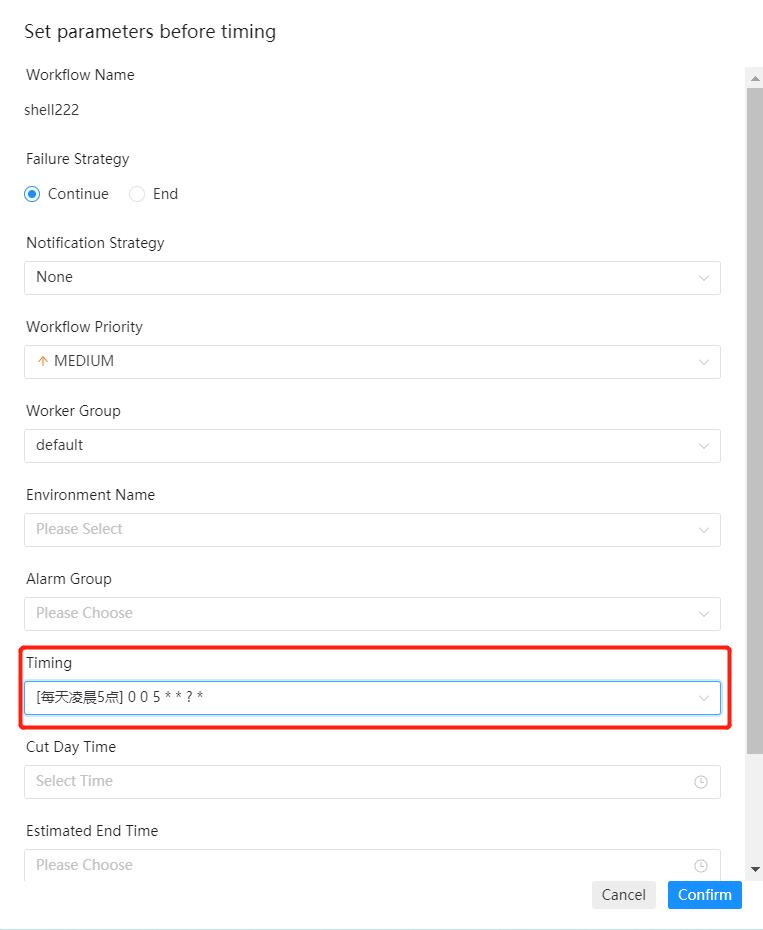 Set parameters before timing
Workflow Name
shell222
Failure Strategy
Continue End
Notification Strategy
None
Workflow Priority
MEDIUM
Worker Group
default
Environment Name
Please Select
Alarm Group
Please Choose
Timing
[每天凌晨5点] 0 0 5 * * ? *
Cut Day Time
Select Time
Estimated End Time
Please Choose
Cancel Confirm